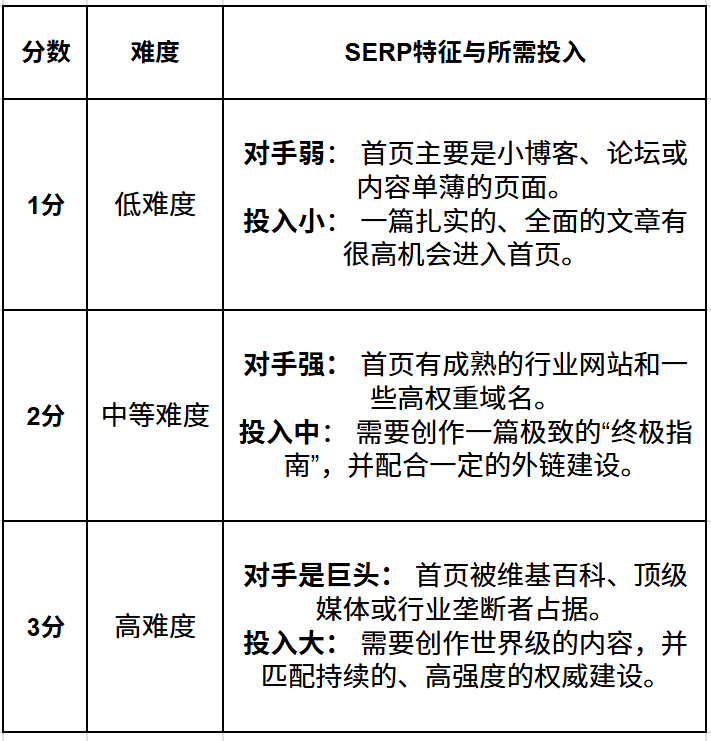 分数
难度
SERP特征与所需投入
1分
低难度
对手弱： 首页主要是小博客、论坛或
内容单薄的页面。
投入小： 一篇扎实的、全面的文章有
很高机会进入首页。
2分
中等难度
对手强： 首页有成熟的行业网站和一
些高权重域名。
投入中： 需要创作一篇极致的“终极指
南”，并配合一定的外链建设。
3分
高难度
对手是巨头： 首页被维基百科、顶级
媒体或行业垄断者占据。
投入大： 需要创作世界级的内容，并
匹配持续的、高强度的权威建设。